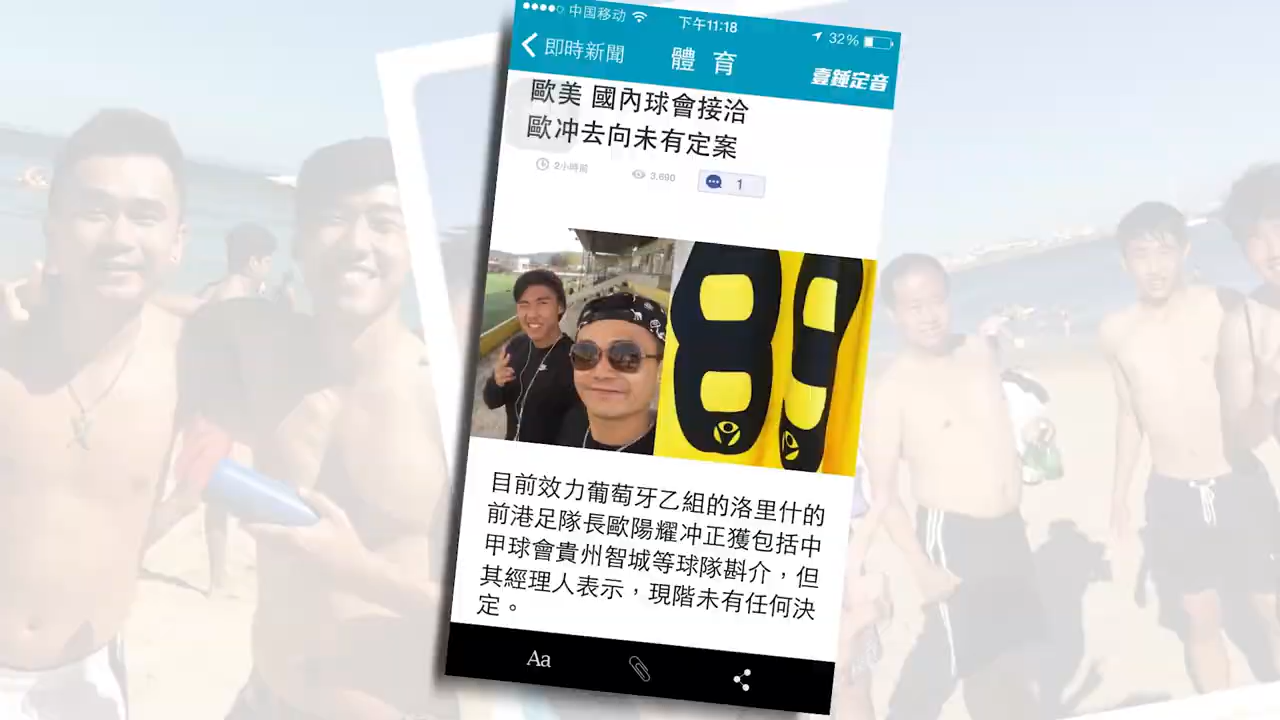 中国移动
下午11:18
32%
即時新聞
體 育
壹錘定音
歐美 國內球會接洽
歐冲去向未有定案
2小時前
3,690
1
目前效力葡萄牙乙組的洛里什的
前港足隊長歐陽耀冲正獲包括中
甲球會貴州智城等球隊斟介，但
其經理人表示，現階未有任何決
定。
Aa